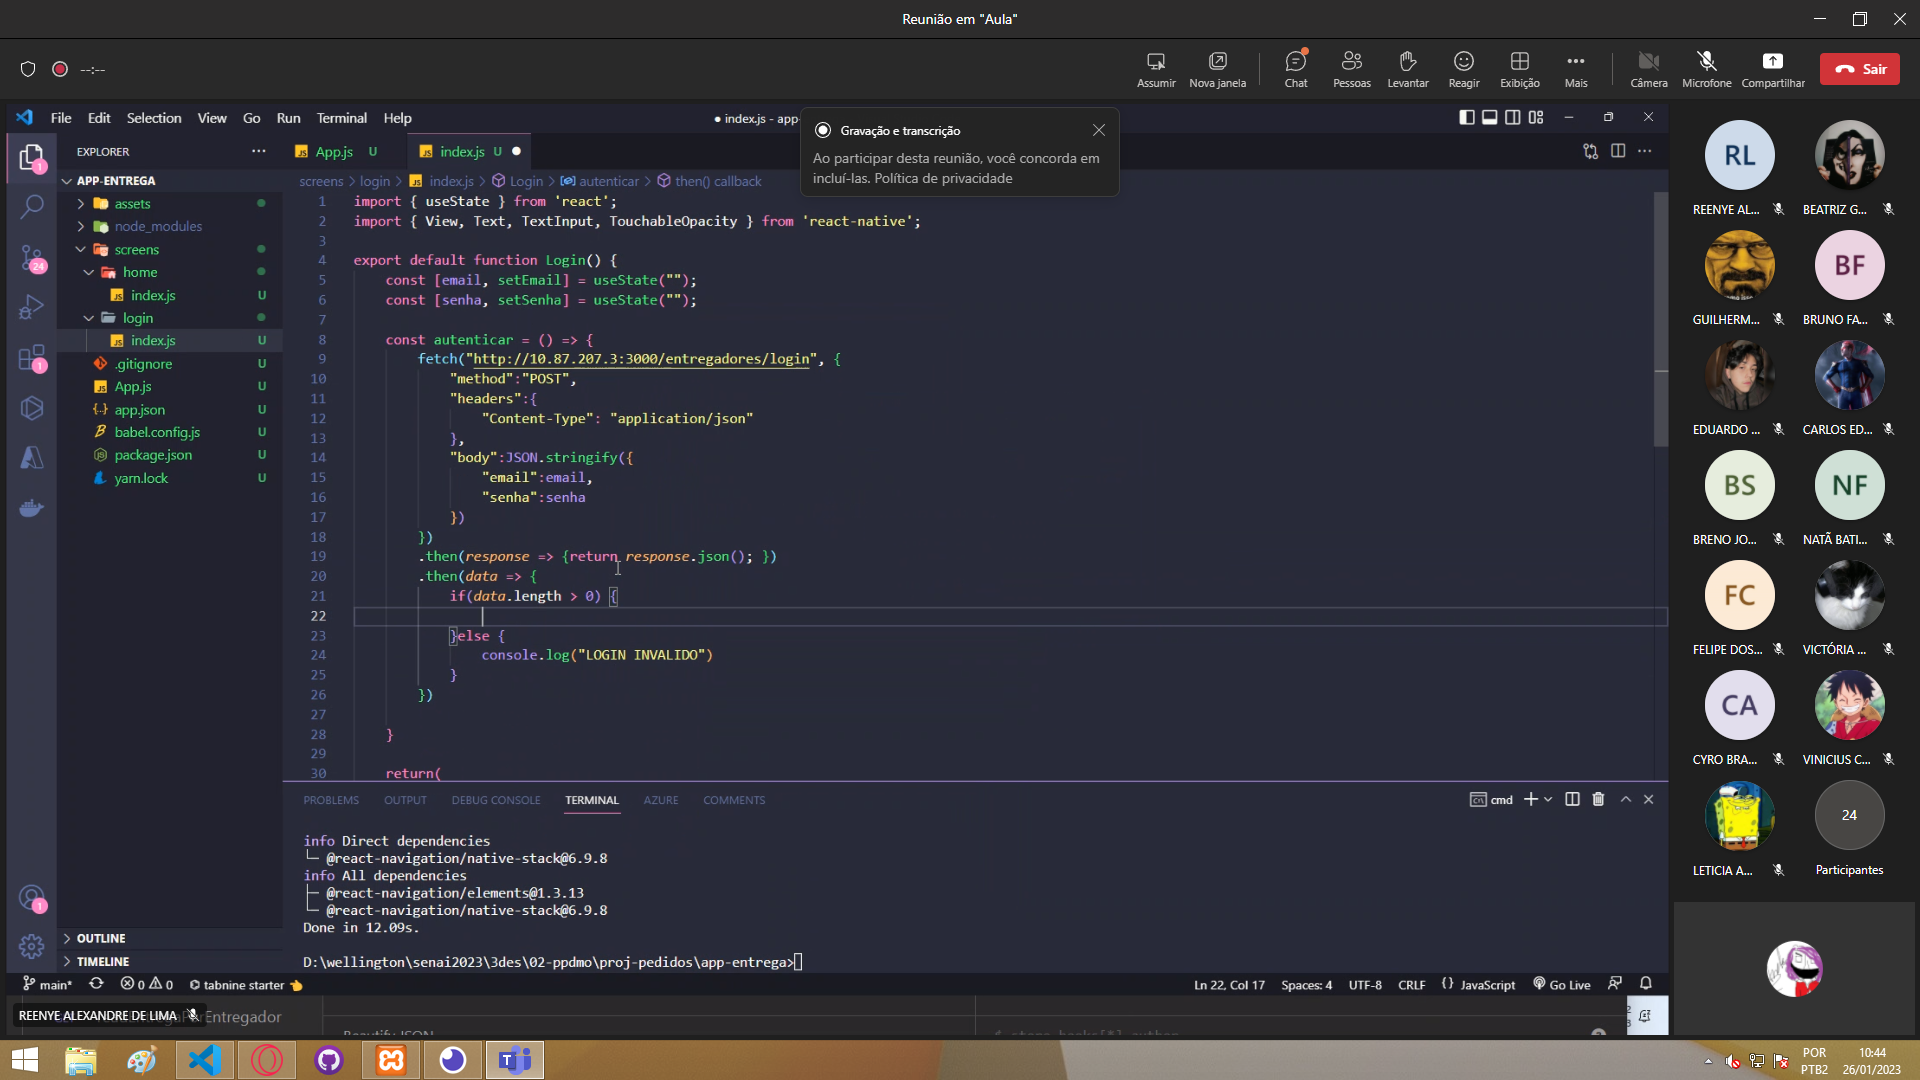 Reunião em "Aula"
--:--
Assumir
Nova janela
Chat
Pessoas
Levantar
Reagir
Exibição
Mais
Câmera
Microfone
Compartilhar
Sair
File Edit Selection View Go Run Terminal Help
● index.js - app-
Gravação e transcrição
Ao participar desta reunião, você concorda em
incluí-las. Política de privacidade
EXPLORER
APP-ENTREGA
assets
node_modules
screens
home
index.js U
login
index.js U
.gitignore U
App.js U
app.json U
babel.config.js U
package.json U
yarn.lock U
OUTLINE
TIMELINE
1
24
1
1
App.js U
index.js U
screens > login > index.js > Login > autenticar > then() callback
1 import { useState } from 'react';
2 import { View, Text, TextInput, TouchableOpacity } from 'react-native';
3
4 export default function Login() {
5 const [email, setEmail] = useState("");
6 const [senha, setSenha] = useState("");
7
8 const autenticar = () => {
9 fetch("http://10.87.207.3:3000/entregadores/login", {
10 "method":"POST",
11 "headers":{
12 "Content-Type": "application/json"
13 },
14 "body":JSON.stringify({
15 "email":email,
16 "senha":senha
17 })
18 })
19 .then(response => {return response.json(); })
20 .then(data => {
21 if(data.length > 0) {
22
23 }else {
24 console.log("LOGIN INVALIDO")
25 }
26 })
27
28 }
29
30 return(
PROBLEMS OUTPUT DEBUG CONSOLE TERMINAL AZURE COMMENTS
cmd
info Direct dependencies
└─ @react-navigation/native-stack@6.9.8
info All dependencies
├─ @react-navigation/elements@1.3.13
└─ @react-navigation/native-stack@6.9.8
Done in 12.09s.
D:\wellington\senai2023\3des\02-ppdmo\proj-pedidos\app-entrega>
main* 0 0 tabnine starter
Ln 22, Col 17 Spaces: 4 UTF-8 CRLF {} JavaScript Go Live
REENYE ALEXANDRE DE LIMA
Entregador
Beautify JSON
RL
REENYE AL...
BEATRIZ G...
GUILHERM...
BF
BRUNO FA...
EDUARDO ...
CARLOS ED...
BS
BRENO JO...
NF
NATÃ BATI...
FC
FELIPE DOS...
VICTÓRIA ...
CA
CYRO BRA...
VINICIUS C...
LETICIA A...
24
Participantes
POR
PTB2
10:44
26/01/2023